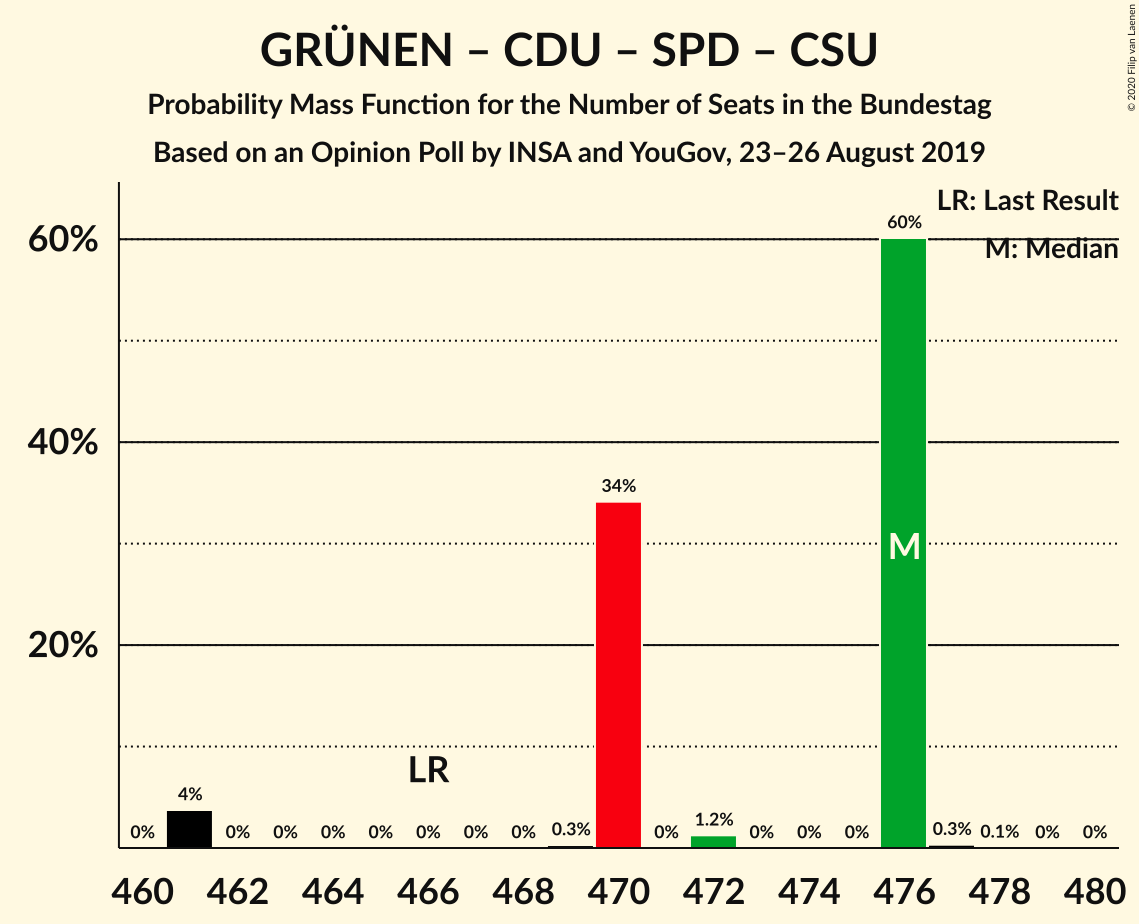 GRÜNEN – CDU – SPD – CSU
Probability Mass Function for the Number of Seats in the Bundestag
Based on an Opinion Poll by INSA and YouGov, 23–26 August 2019
© 2020 Filip van Laenen
LR: Last Result
M: Median
60%
40%
20%
0% 4% 0% 0% 0% 0% 0% 0% 0% 0.3% 34% 0% 1.2% 0% 0% 0% 60% 0.3% 0.1% 0% 0%
LR
M
460 462 464 466 468 470 472 474 476 478 480